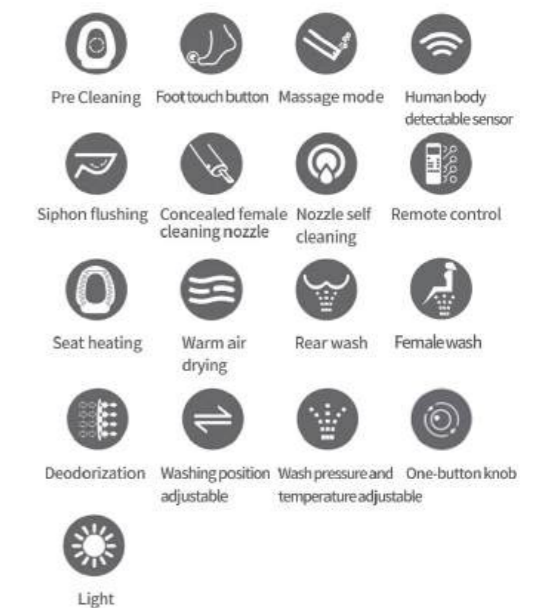 Pre Cleaning
Foot touch button
Massage mode
Human body
detectable sensor
Siphon flushing
Concealed female
cleaning nozzle
Nozzle self
cleaning
Remote control
Seat heating
Warm air
drying
Rear wash
Female wash
Deodorization
Washing position
adjustable
Wash pressure and
temperature adjustable
One-button knob
Light